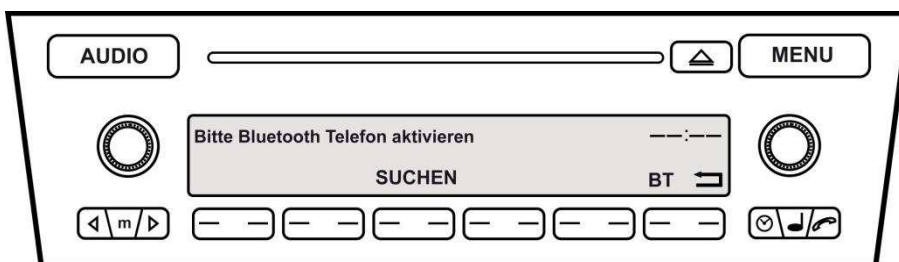 AUDIO
MENU
Bitte Bluetooth Telefon aktivieren
--:--
SUCHEN
BT
m